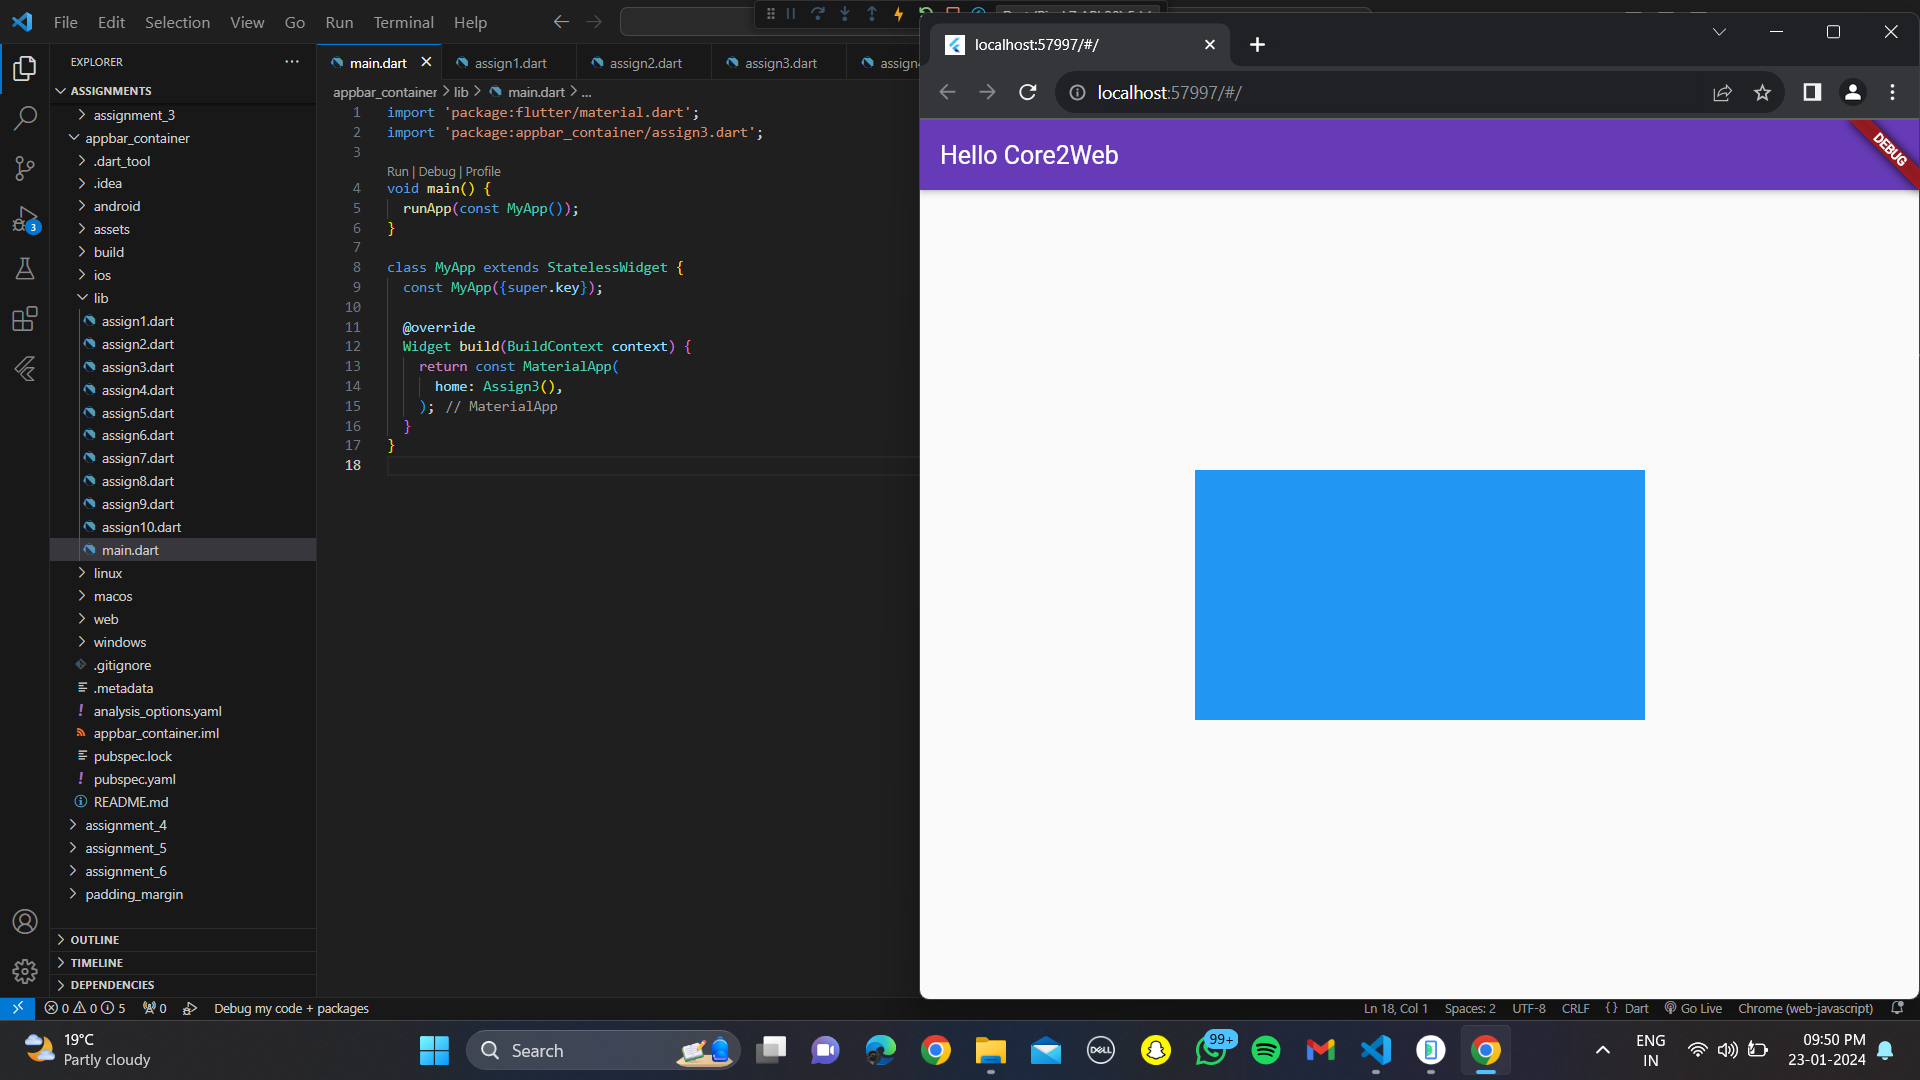 File Edit Selection View Go Run Terminal Help
EXPLORER
ASSIGNMENTS
assignment_3
appbar_container
.dart_tool
.idea
android
assets
build
ios
lib
assign1.dart
assign2.dart
assign3.dart
assign4.dart
assign5.dart
assign6.dart
assign7.dart
assign8.dart
assign9.dart
assign10.dart
main.dart
linux
macos
web
windows
.gitignore
.metadata
analysis_options.yaml
appbar_container.iml
pubspec.lock
pubspec.yaml
README.md
assignment_4
assignment_5
assignment_6
padding_margin
OUTLINE
TIMELINE
DEPENDENCIES
3
main.dart assign1.dart assign2.dart assign3.dart
appbar_container > lib > main.dart > ...
1 import 'package:flutter/material.dart';
2 import 'package:appbar_container/assign3.dart';
3
Run | Debug | Profile
4 void main() {
5 runApp(const MyApp());
6 }
7
8 class MyApp extends StatelessWidget {
9 const MyApp({super.key});
10
11 @override
12 Widget build(BuildContext context) {
13 return const MaterialApp(
14 home: Assign3(),
15 ); // MaterialApp
16 }
17 }
18
localhost:57997/#/
localhost:57997/#/
Hello Core2Web
DEBUG
0 0 5 0 Debug my code + packages
Ln 18, Col 1 Spaces: 2 UTF-8 CRLF {} Dart Go Live Chrome (web-javascript)
19°C
Partly cloudy
Search
DELL
99+
ENG
IN
09:50 PM
23-01-2024